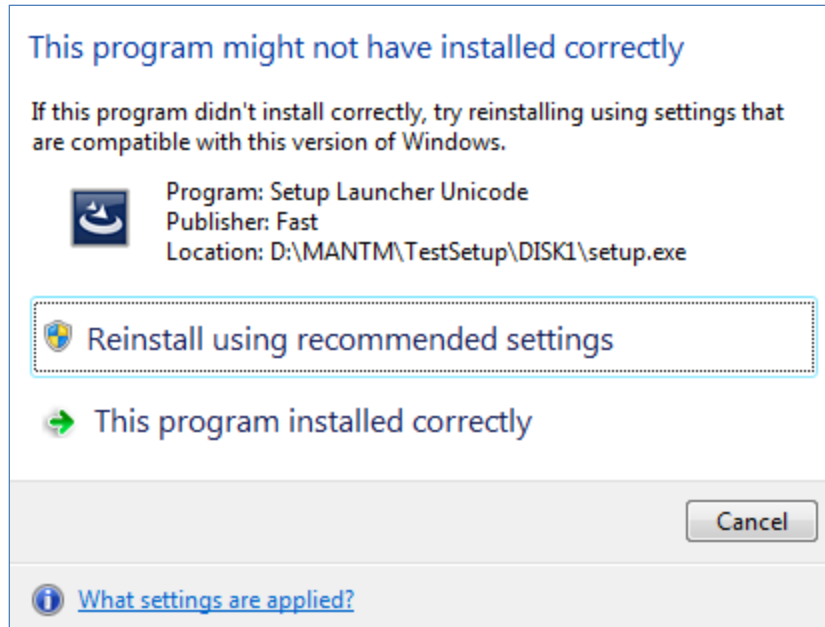 This program might not have installed correctly
If this program didn't install correctly, try reinstalling using settings that
are compatible with this version of Windows.
Program: Setup Launcher Unicode
Publisher: Fast
Location: D:\MANTM\TestSetup\DISK1\setup.exe
Reinstall using recommended settings
This program installed correctly
Cancel
What settings are applied?